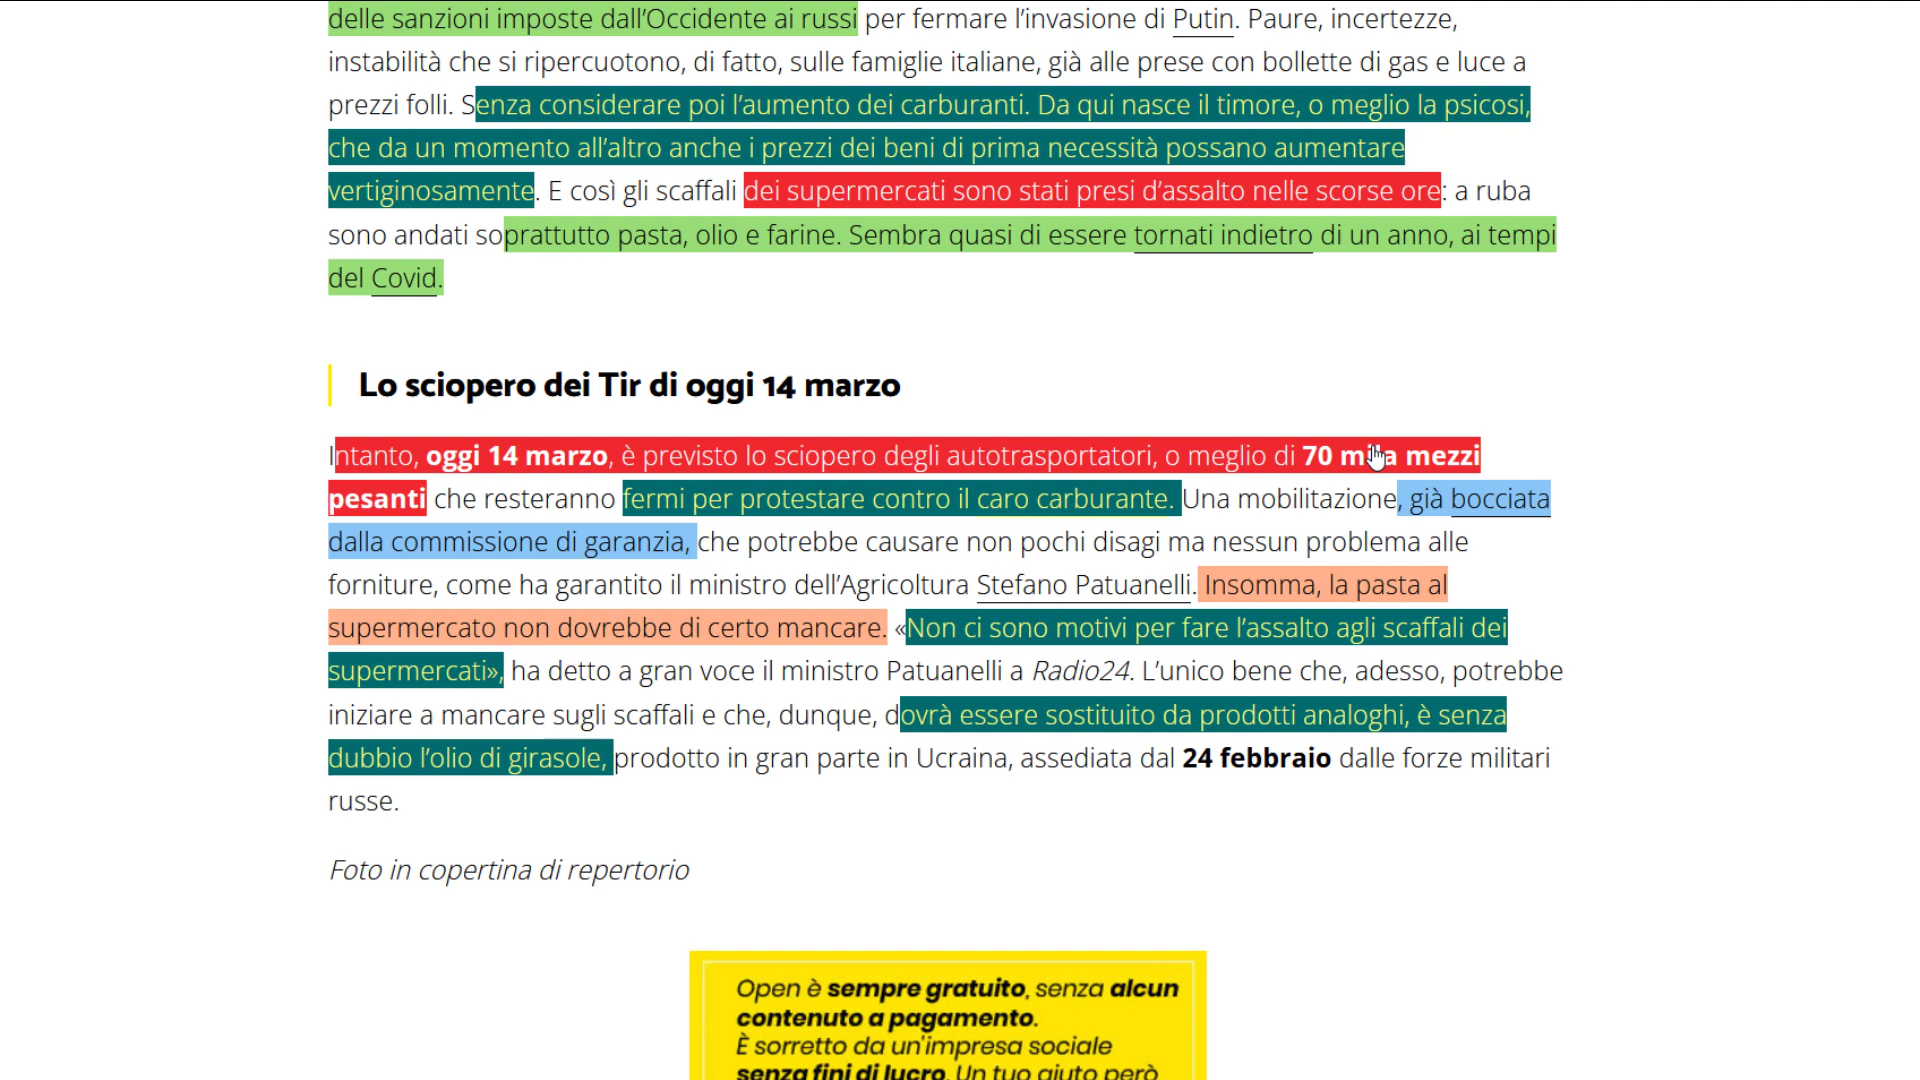 delle sanzioni imposte dall'Occidente ai russi per fermare l'invasione di Putin. Paure, incertezze,
instabilità che si ripercuotono, di fatto, sulle famiglie italiane, già alle prese con bollette di gas e luce a
prezzi folli. Senza considerare poi l'aumento dei carburanti. Da qui nasce il timore, o meglio la psicosi,
che da un momento all'altro anche i prezzi dei beni di prima necessità possano aumentare
vertiginosamente. E così gli scaffali dei supermercati sono stati presi d'assalto nelle scorse ore: a ruba
sono andati soprattutto pasta, olio e farine. Sembra quasi di essere tornati indietro di un anno, ai tempi
del Covid.
Lo sciopero dei Tir di oggi 14 marzo
Intanto, oggi 14 marzo, è previsto lo sciopero degli autotrasportatori, o meglio di 70 mila mezzi
pesanti che resteranno fermi per protestare contro il caro carburante. Una mobilitazione, già bocciata
dalla commissione di garanzia, che potrebbe causare non pochi disagi ma nessun problema alle
forniture, come ha garantito il ministro dell'Agricoltura Stefano Patuanelli. Insomma, la pasta al
supermercato non dovrebbe di certo mancare. «Non ci sono motivi per fare l'assalto agli scaffali dei
supermercati», ha detto a gran voce il ministro Patuanelli a Radio24. L'unico bene che, adesso, potrebbe
iniziare a mancare sugli scaffali e che, dunque, dovrà essere sostituito da prodotti analoghi, è senza
dubbio l'olio di girasole, prodotto in gran parte in Ucraina, assediata dal 24 febbraio dalle forze militari
russe.
Foto in copertina di repertorio
Open è sempre gratuito, senza alcun
contenuto a pagamento.
È sorretto da un'impresa sociale
senza fini di lucro. Un tuo aiuto però